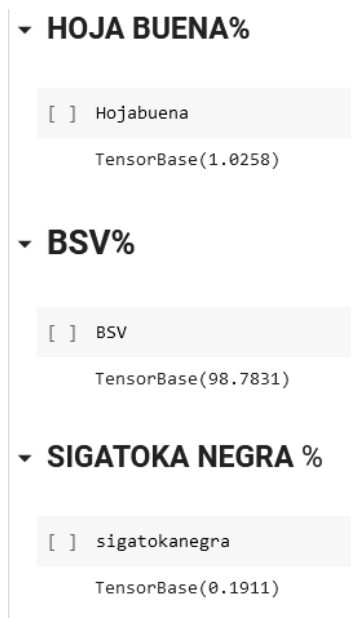 HOJA BUENA%
[ ] Hojabuena
TensorBase(1.0258)
BSV%
[ ] BSV
TensorBase(98.7831)
SIGATOKA NEGRA %
[ ] sigatokanegra
TensorBase(0.1911)